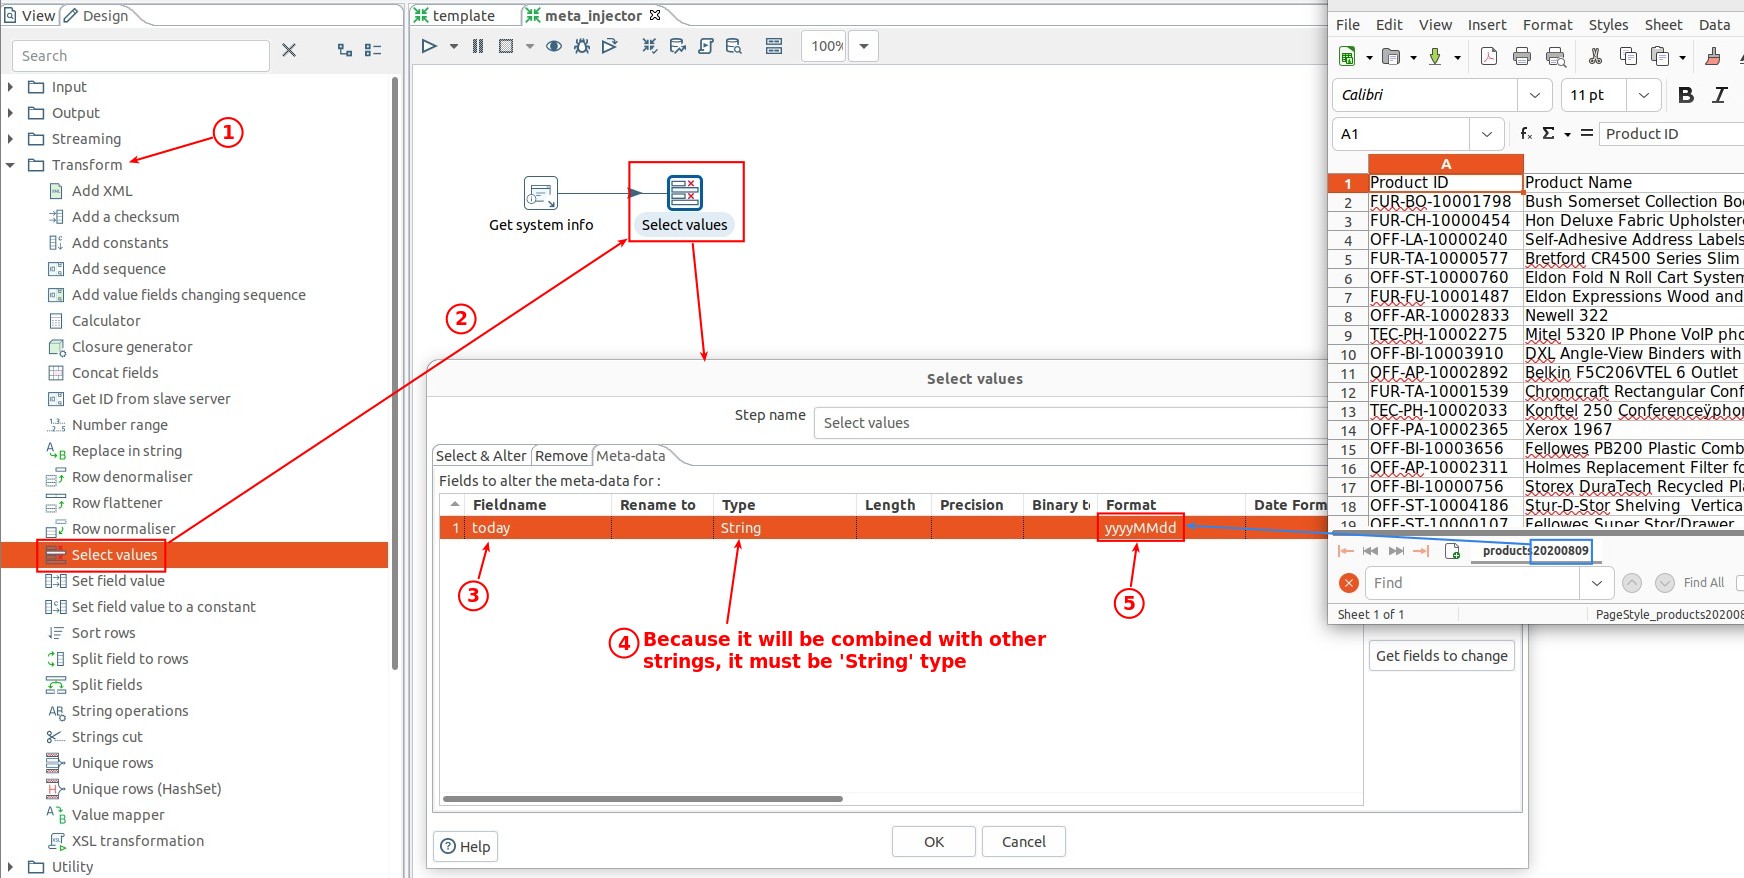 View
Design
Search
Input
Output
Streaming
Transform
Add XML
Add a checksum
Add constants
Add sequence
Add value fields changing sequence
Calculator
Closure generator
Concat fields
Get ID from slave server
Number range
Replace in string
Row denormaliser
Row flattener
Row normaliser
Select values
Set field value
Set field value to a constant
Sort rows
Split field to rows
Split fields
String operations
Strings cut
Unique rows
Unique rows (HashSet)
Value mapper
XSL transformation
Utility
1
2
template
meta_injector
100%
Get system info
Select values
Select values
Step name
Select values
Select & Alter
Remove
Meta-data
Fields to alter the meta-data for :
Fieldname Rename to Type Length Precision Binary to Format Date Form
1 today String yyyyMMdd
3
5
4 Because it will be combined with other
strings, it must be 'String' type
Get fields to change
Help
OK
Cancel
File Edit View Insert Format Styles Sheet Data
Calibri
11 pt
B I
A1
fx Σ = Product ID
A
1 Product ID Product Name
2 FUR-BO-10001798 Bush Somerset Collection Boo
3 FUR-CH-10000454 Hon Deluxe Fabric Upholstere
4 OFF-LA-10000240 Self-Adhesive Address Labels
5 FUR-TA-10000577 Bretford CR4500 Series Slim
6 OFF-ST-10000760 Eldon Fold N Roll Cart System
7 FUR-FU-10001487 Eldon Expressions Wood and
8 OFF-AR-10002833 Newell 322
9 TEC-PH-10002275 Mitel 5320 IP Phone VoIP pho
10 OFF-BI-10003910 DXL Angle-View Binders with
11 OFF-AP-10002892 Belkin F5C206VTEL 6 Outlet
12 FUR-TA-10001539 Chromcraft Rectangular Conf
13 TEC-PH-10002033 Konftel 250 Conferenceÿphon
14 OFF-PA-10002365 Xerox 1967
15 OFF-BI-10003656 Fellowes PB200 Plastic Comb
16 OFF-AP-10002311 Holmes Replacement Filter fo
17 OFF-BI-10000756 Storex DuraTech Recycled Pla
18 OFF-ST-10004186 Stur-D-Stor Shelving Vertica
19 OFF-ST-10000107 Fellowes Super Stor/Drawer
products20200809
Find
Find All
Sheet 1 of 1
PageStyle_products202008